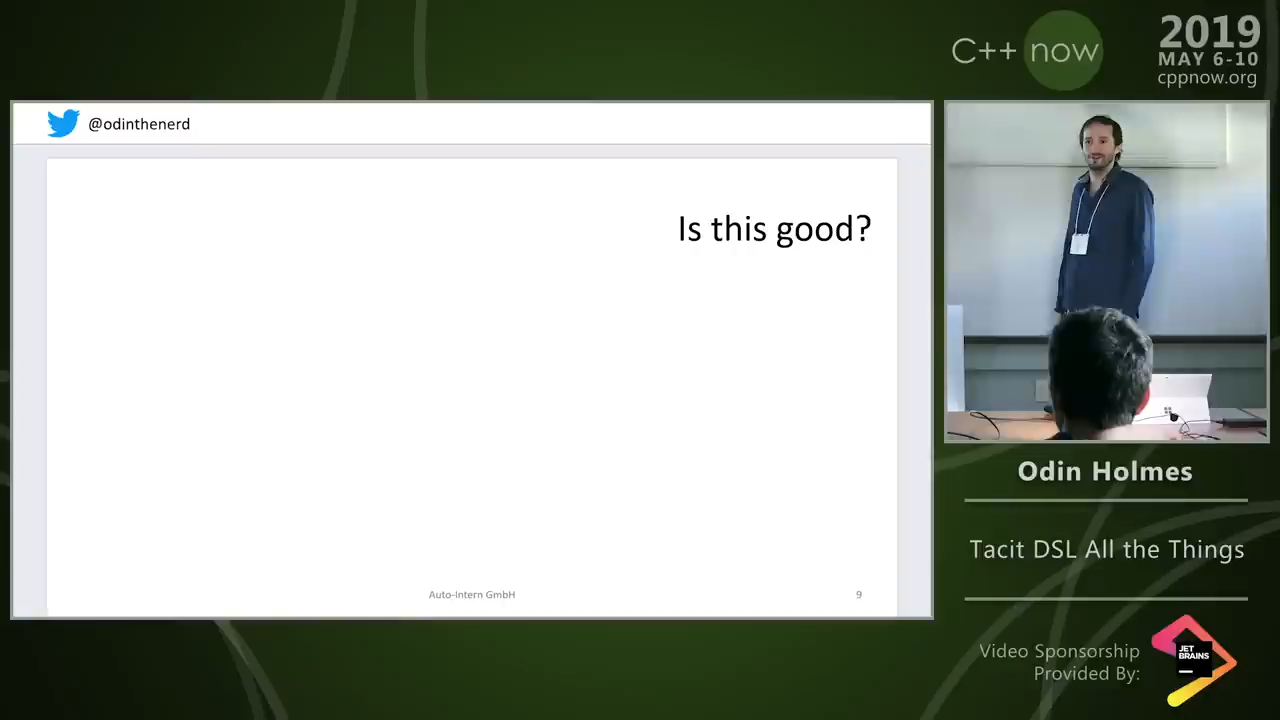 C++ now
2019
MAY 6-10
cppnow.org
@odinthenerd
Is this good?
Auto-Intern GmbH
9
Odin Holmes
Tacit DSL All the Things
Video Sponsorship
Provided By:
JET
BRAINS